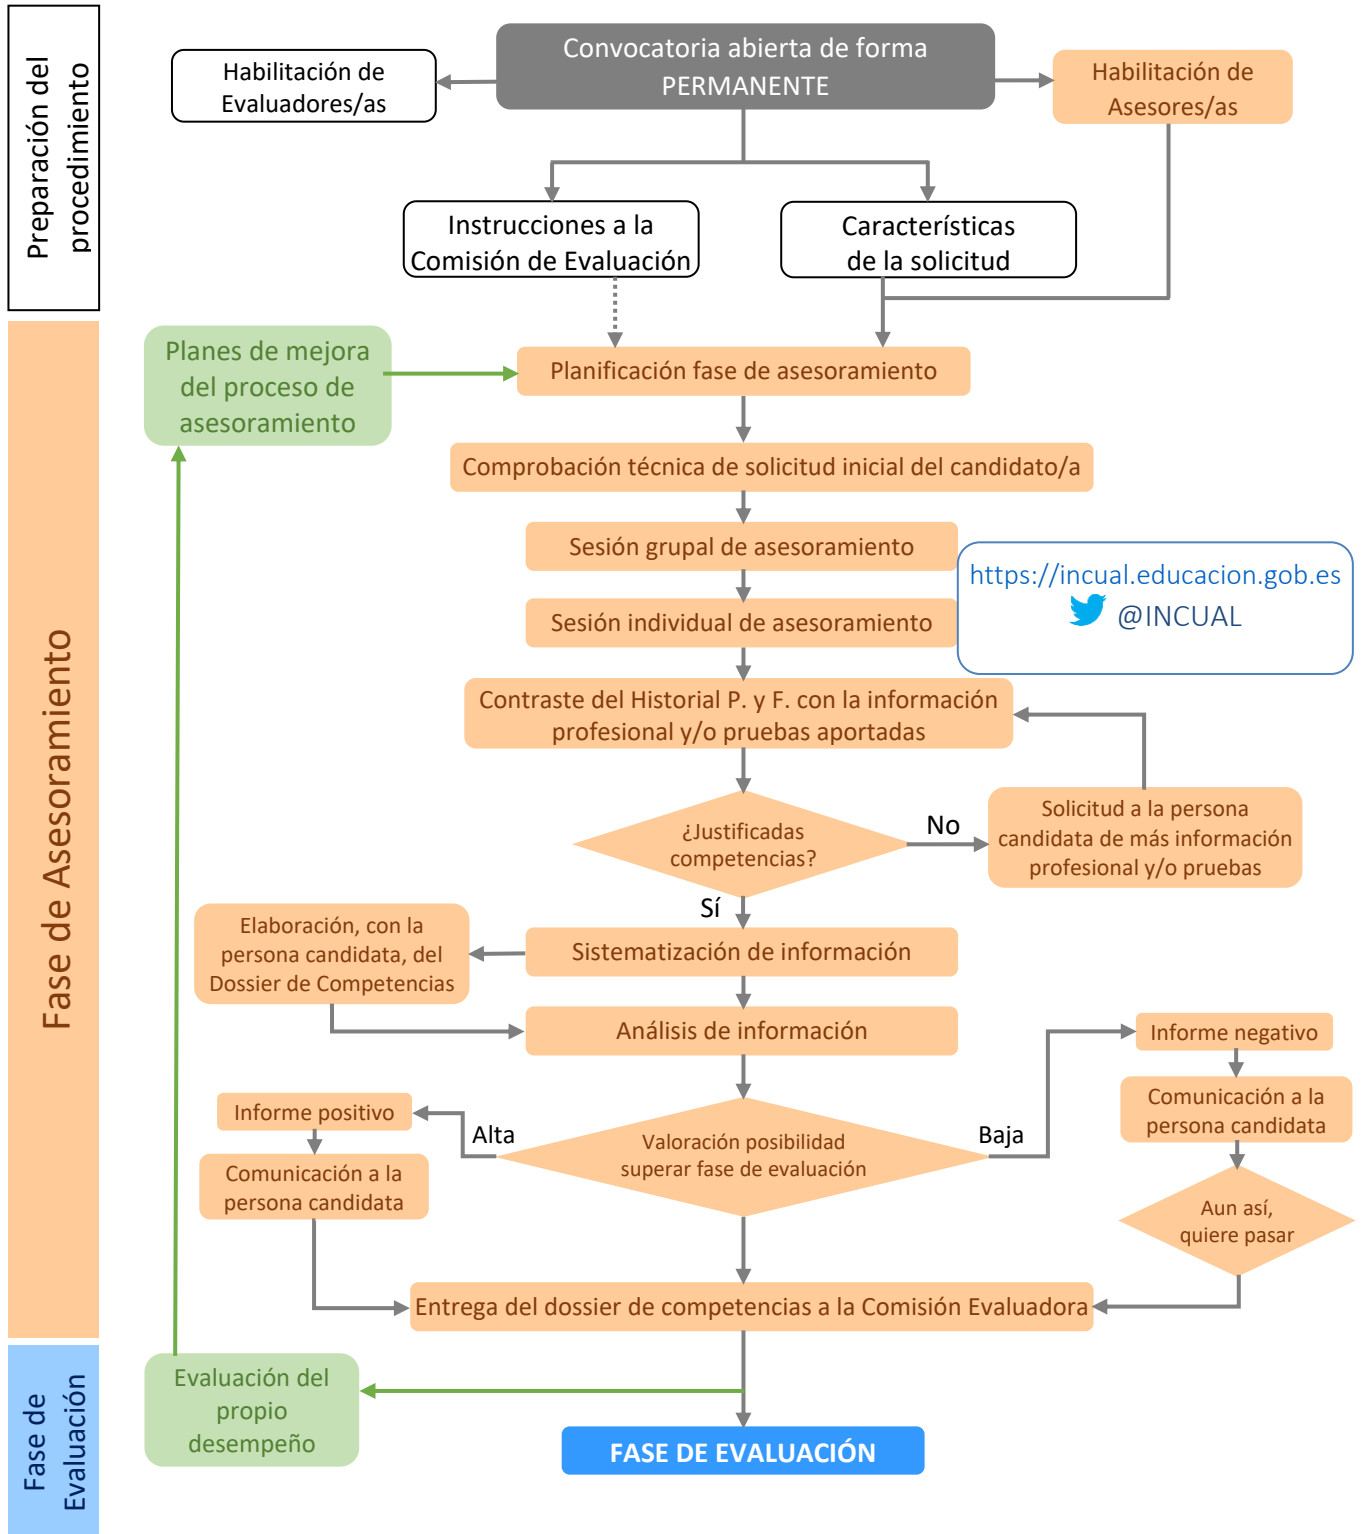 Preparación del
procedimiento
Convocatoria abierta de forma
PERMANENTE
Habilitación de
Evaluadores/as
Habilitación de
Asesores/as
Instrucciones a la
Comisión de Evaluación
Características
de la solicitud
Fase de Asesoramiento
Planes de mejora
del proceso de
asesoramiento
Planificación fase de asesoramiento
Comprobación técnica de solicitud inicial del candidato/a
Sesión grupal de asesoramiento
https://incual.educacion.gob.es
@INCUAL
Sesión individual de asesoramiento
Contraste del Historial P. y F. con la información
profesional y/o pruebas aportadas
¿Justificadas
competencias?
No
Solicitud a la persona
candidata de más información
profesional y/o pruebas
Sí
Elaboración, con la
persona candidata, del
Dossier de Competencias
Sistematización de información
Análisis de información
Informe negativo
Comunicación a la
persona candidata
Informe positivo
Alta
Valoración posibilidad
superar fase de evaluación
Baja
Comunicación a la
persona candidata
Aun así,
quiere pasar
Entrega del dossier de competencias a la Comisión Evaluadora
Fase de
Evaluación
Evaluación del
propio
desempeño
FASE DE EVALUACIÓN